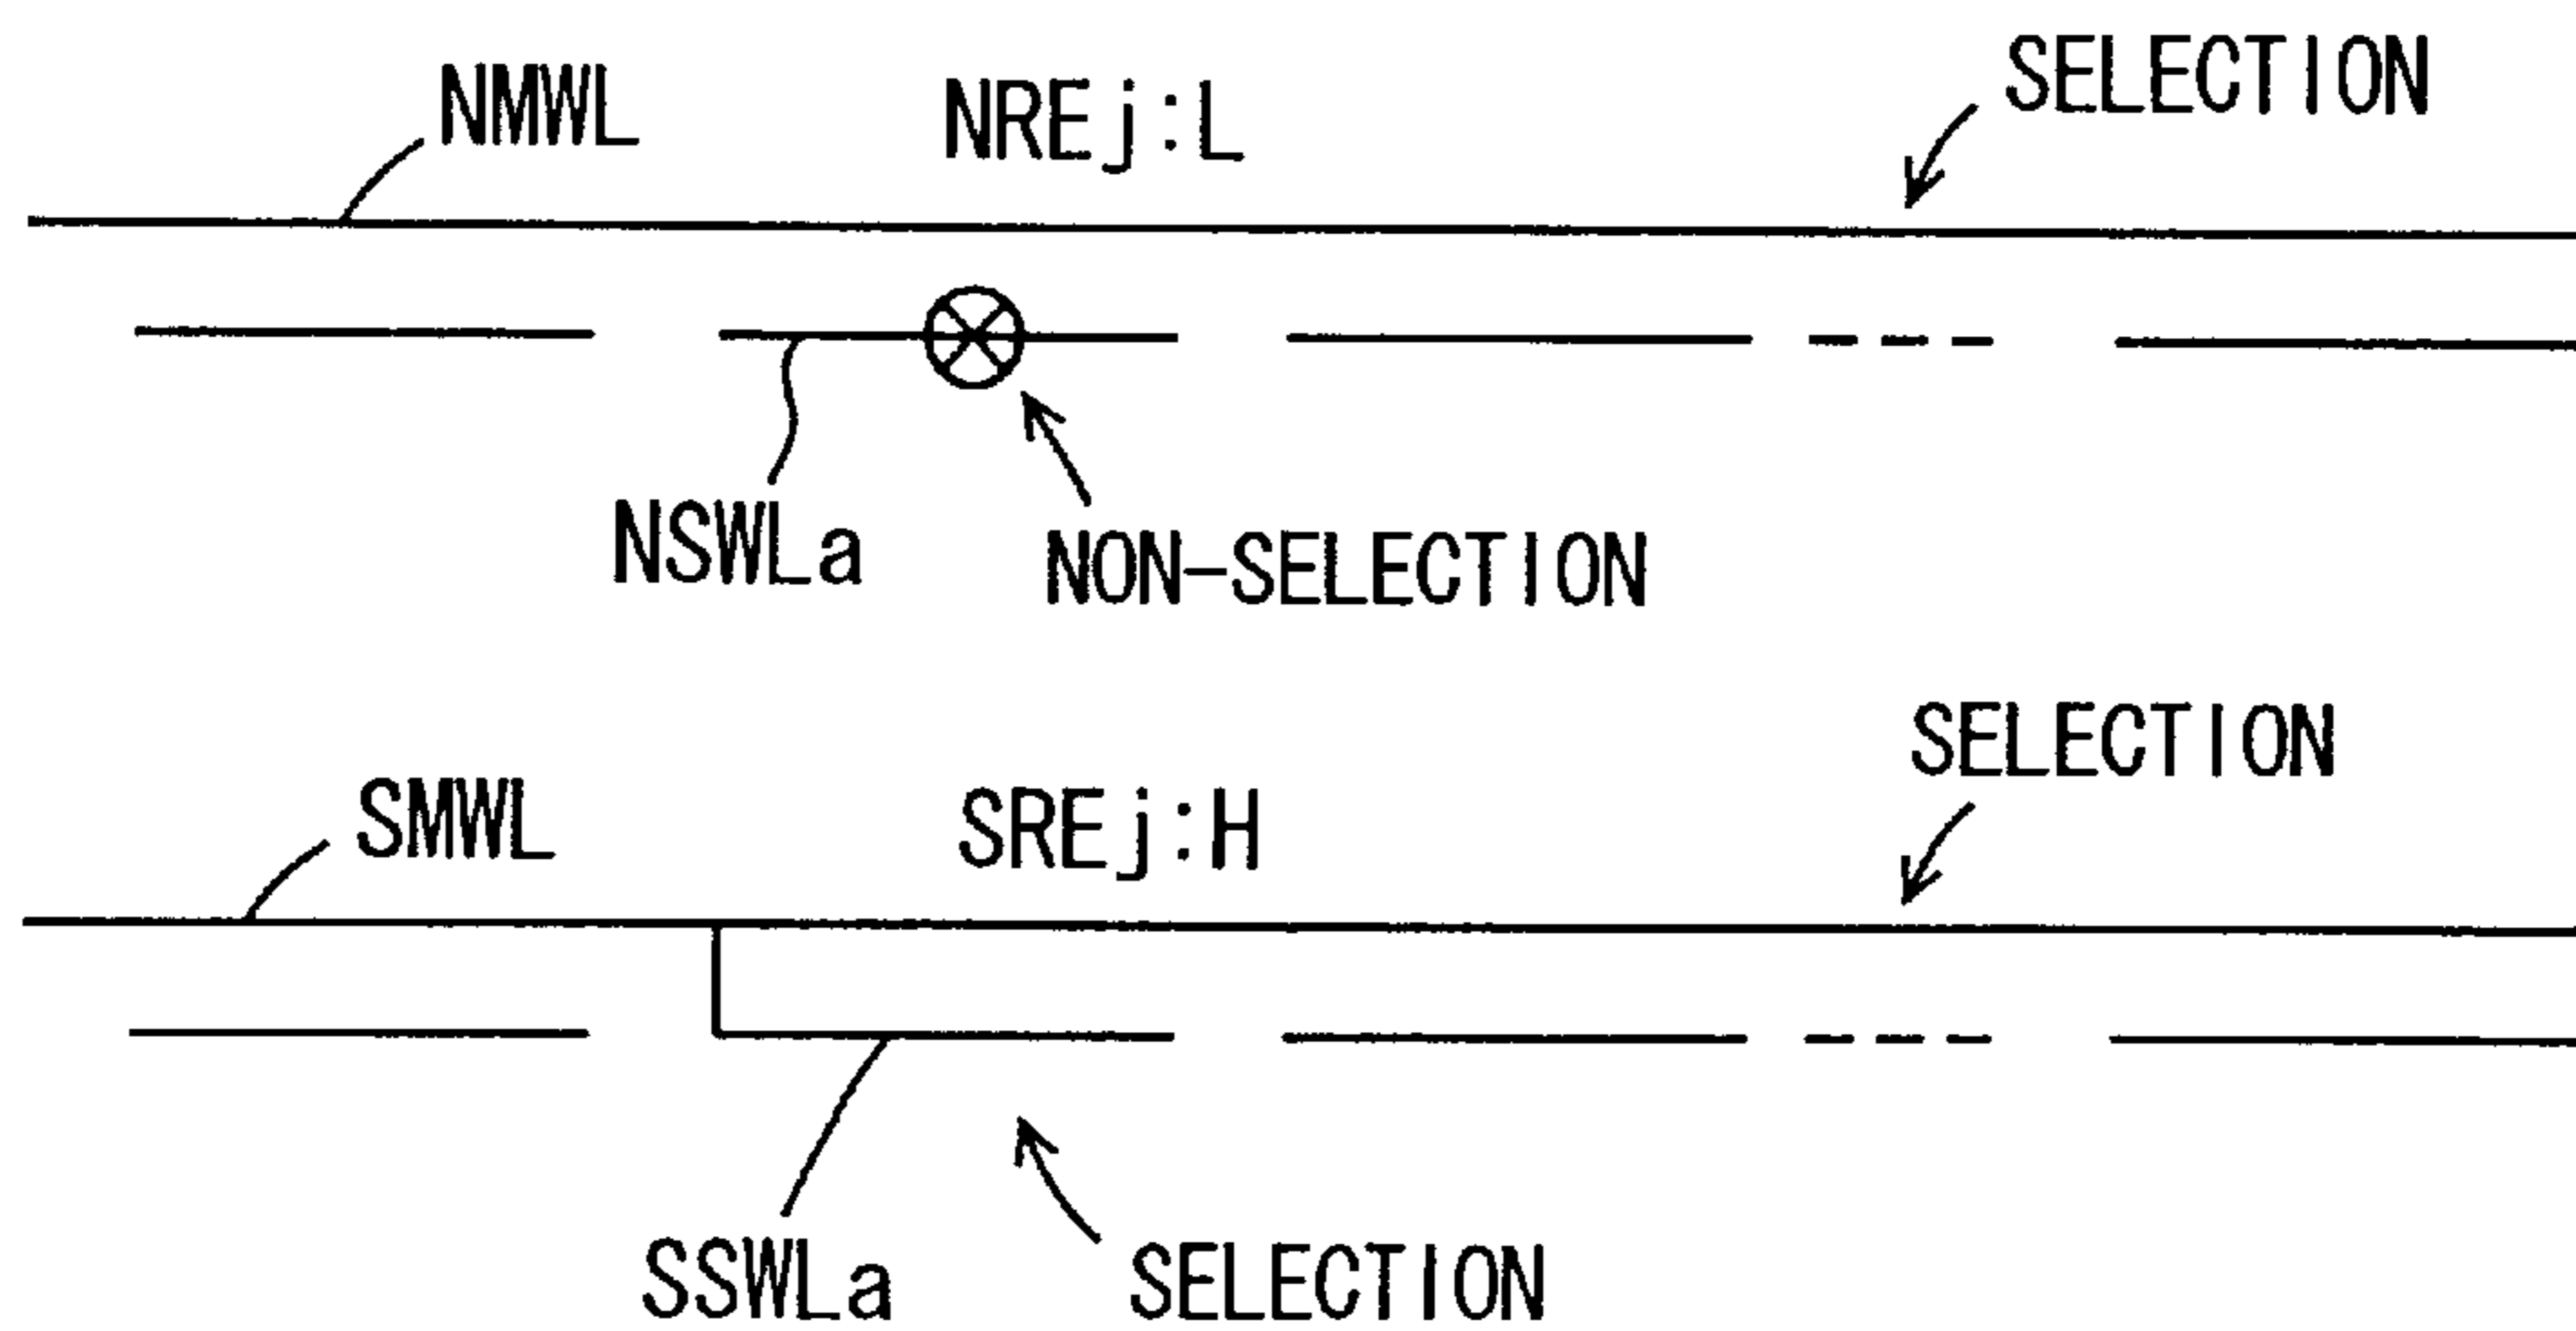 NMWL
NREj:L
SELECTION
NSWLa
NON-SELECTION
SMWL
SREj:H
SELECTION
SSWLa
SELECTION